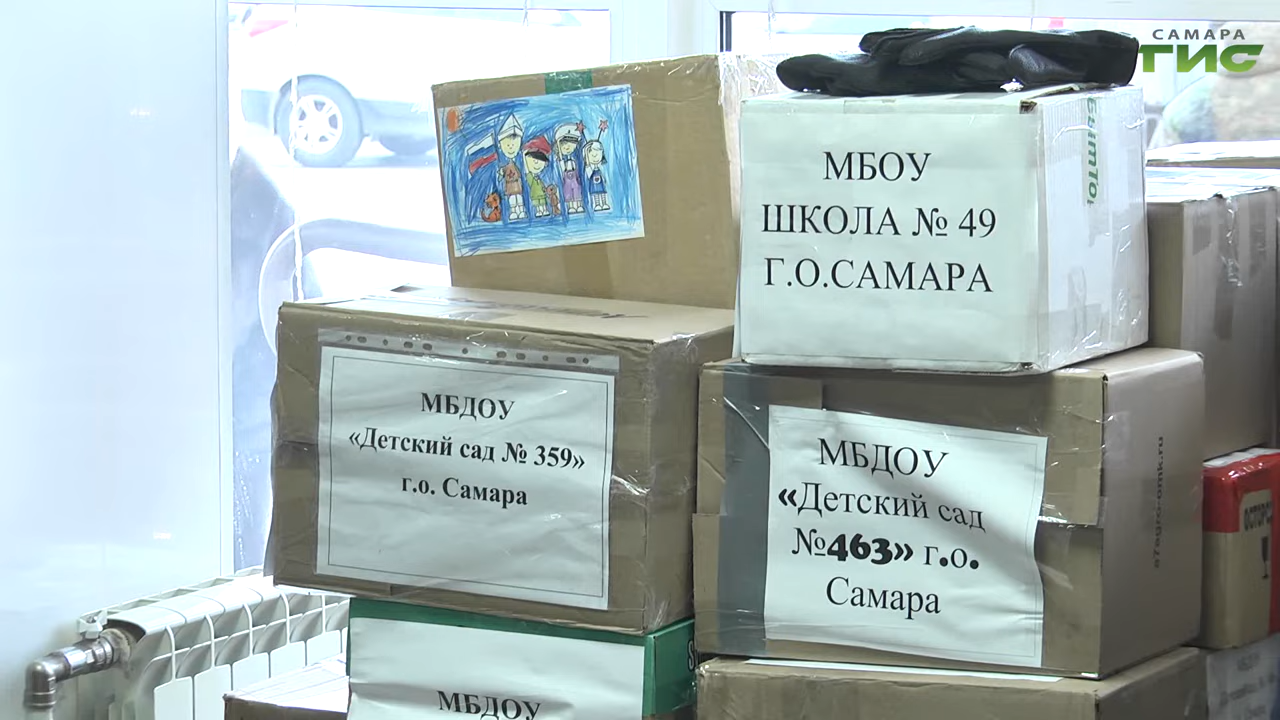 САМАРА
ГИС
МБОУ
ШКОЛА № 49
Г.О.САМАРА
МБДОУ
«Детский сад № 359»
г.о. Самара
МБДОУ
«Детский сад
№463» г.о.
Самара
МБДОУ